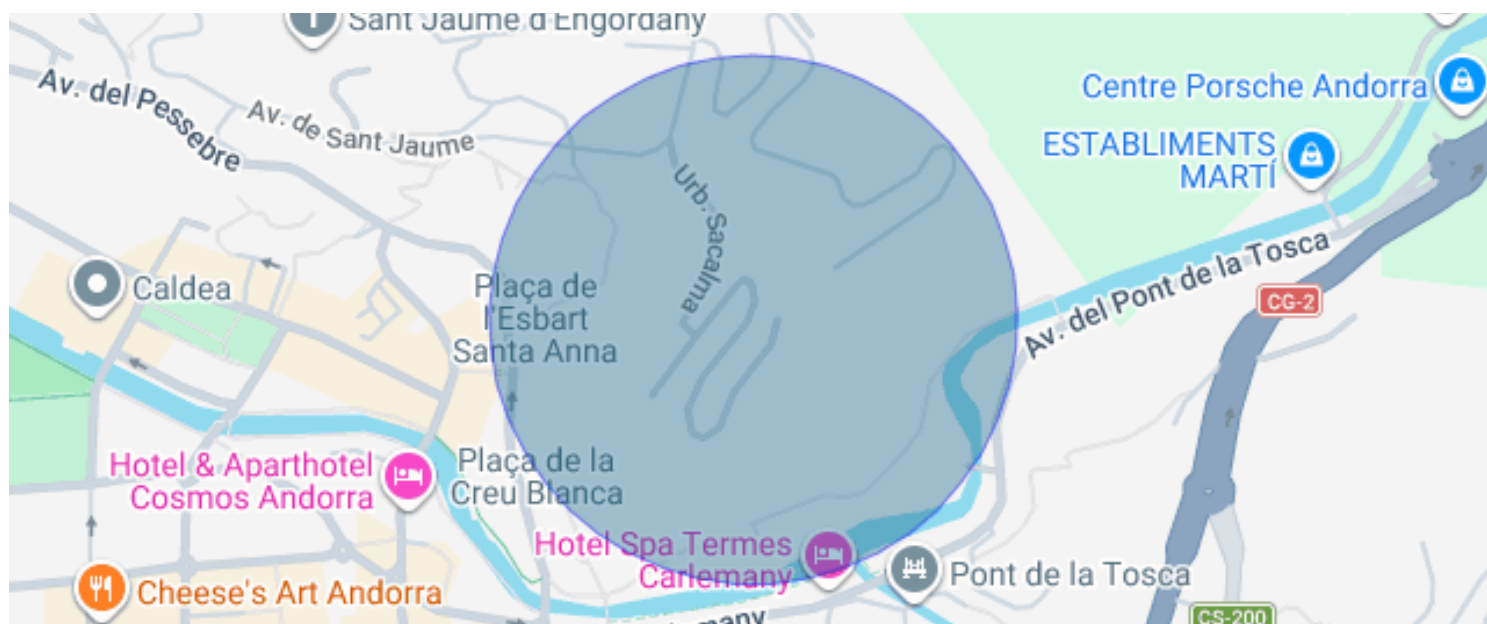 Sant Jaume d'Engordany
Av. del Pessebre
Av. de Sant Jaume
Centre Porsche Andorra
ESTABLIMENTS
MARTÍ
Urb. Sacalma
Caldea
Plaça de
l'Esbart
Santa Anna
Av. del Pont de la Tosca
CG-2
Hotel & Aparthotel
Cosmos Andorra
Plaça de la
Creu Blanca
Hotel Spa Termes
Carlemany
Pont de la Tosca
Cheese's Art Andorra
CS-200